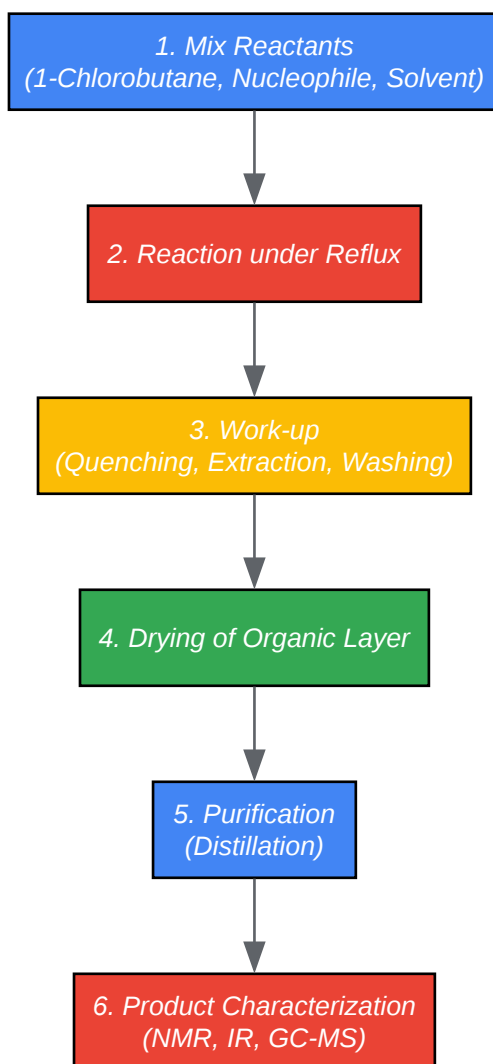 1. Mix Reactants
(1-Chlorobutane, Nucleophile, Solvent)
2. Reaction under Reflux
3. Work-up
(Quenching, Extraction, Washing)
4. Drying of Organic Layer
5. Purification
(Distillation)
6. Product Characterization
(NMR, IR, GC-MS)